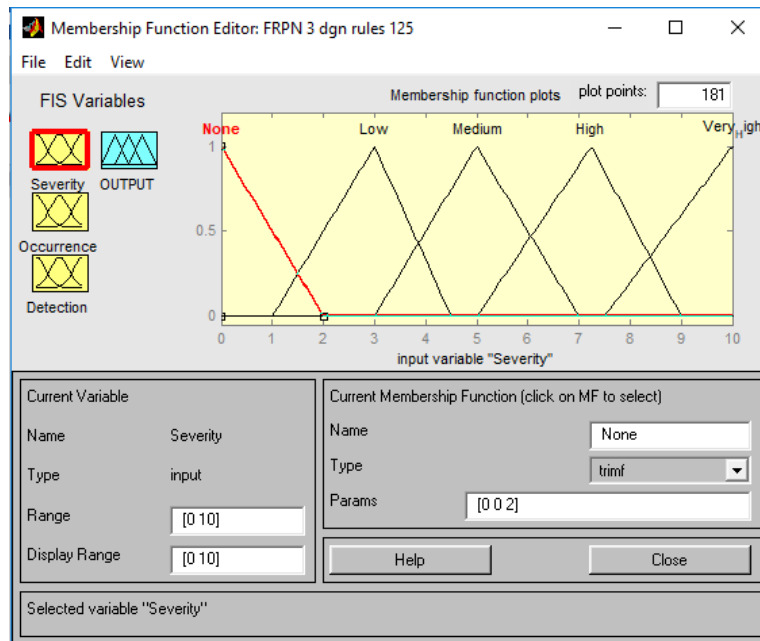 Membership Function Editor: FRPN 3 dgn rules 125
File Edit View
FIS Variables
Membership function plots plot points: 181
None Low Medium High Very_High
Severity OUTPUT
Occurrence
Detection
1
0.5
0
0 1 2 3 4 5 6 7 8 9 10
input variable "Severity"
Current Variable
Name Severity
Type input
Range [0 10]
Display Range [0 10]
Current Membership Function (click on MF to select)
Name None
Type trimf
Params [0 0 2]
Help Close
Selected variable "Severity"